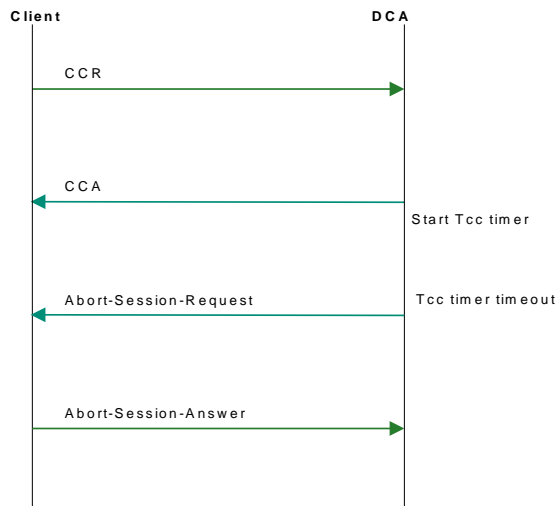 Client
DCA
CCR
CCA
Start Tcc timer
Abort-Session-Request
Tcc timer timeout
Abort-Session-Answer